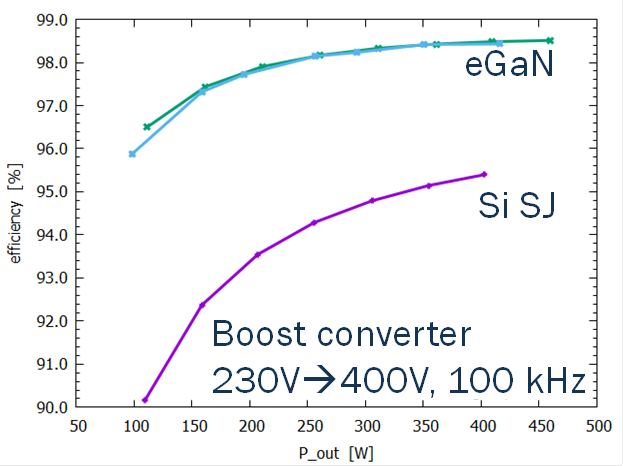 99.0
98.0
97.0
96.0
95.0
94.0
93.0
92.0
91.0
90.0
efficiency [%]
eGaN
Si SJ
Boost converter
230V→400V, 100 kHz
50 100 150 200 250 300 350 400 450 500
P_out [W]